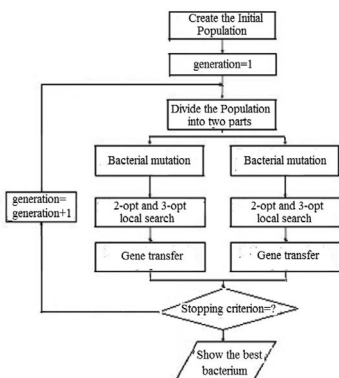 Create the Initial
Population
generation=1
Divide the Population
into two parts
Bacterial mutation
Bacterial mutation
generation=
generation+1
2-opt and 3-opt
local search
2-opt and 3-opt
local search
Gene transfer
Gene transfer
Stopping criterion=?
Show the best
bacterium